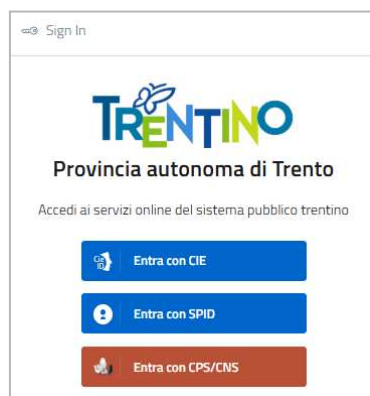 Sign In
TRENTINO
Provincia autonoma di Trento
Accedi ai servizi online del sistema pubblico trentino
Entra con CIE
Entra con SPID
Entra con CPS/CNS